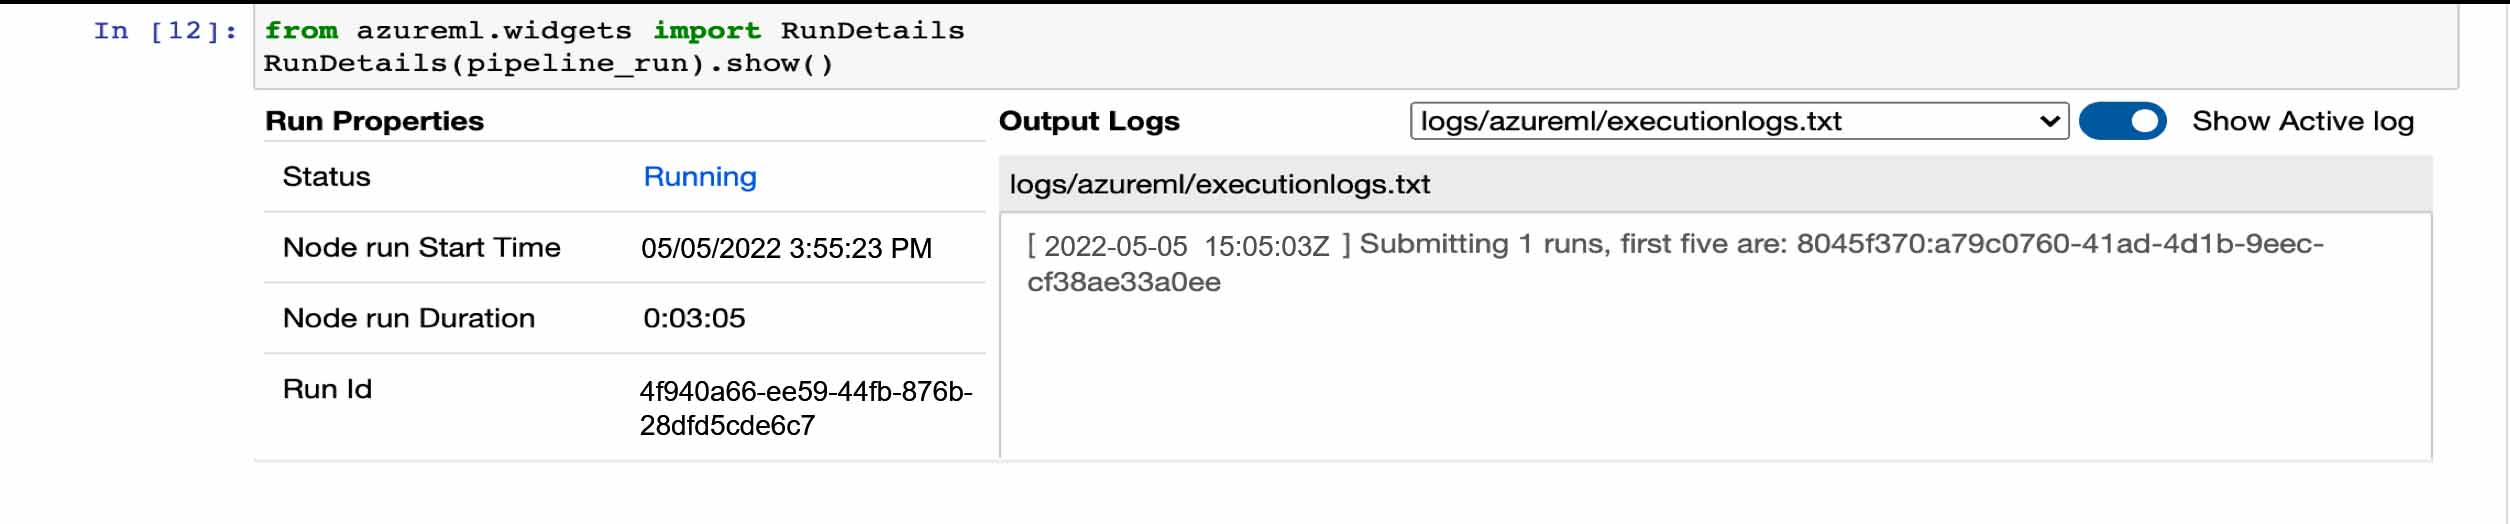 In [12]: from azureml.widgets import RunDetails
RunDetails(pipeline_run).show()
Run Properties
Status Running
Node run Start Time 05/05/2022 3:55:23 PM
Node run Duration 0:03:05
Run Id 4f940a66-ee59-44fb-876b-
28dfd5cde6c7
Output Logs logs/azureml/executionlogs.txt Show Active log
logs/azureml/executionlogs.txt
[ 2022-05-05 15:05:03Z ] Submitting 1 runs, first five are: 8045f370:a79c0760-41ad-4d1b-9eec-
cf38ae33a0ee